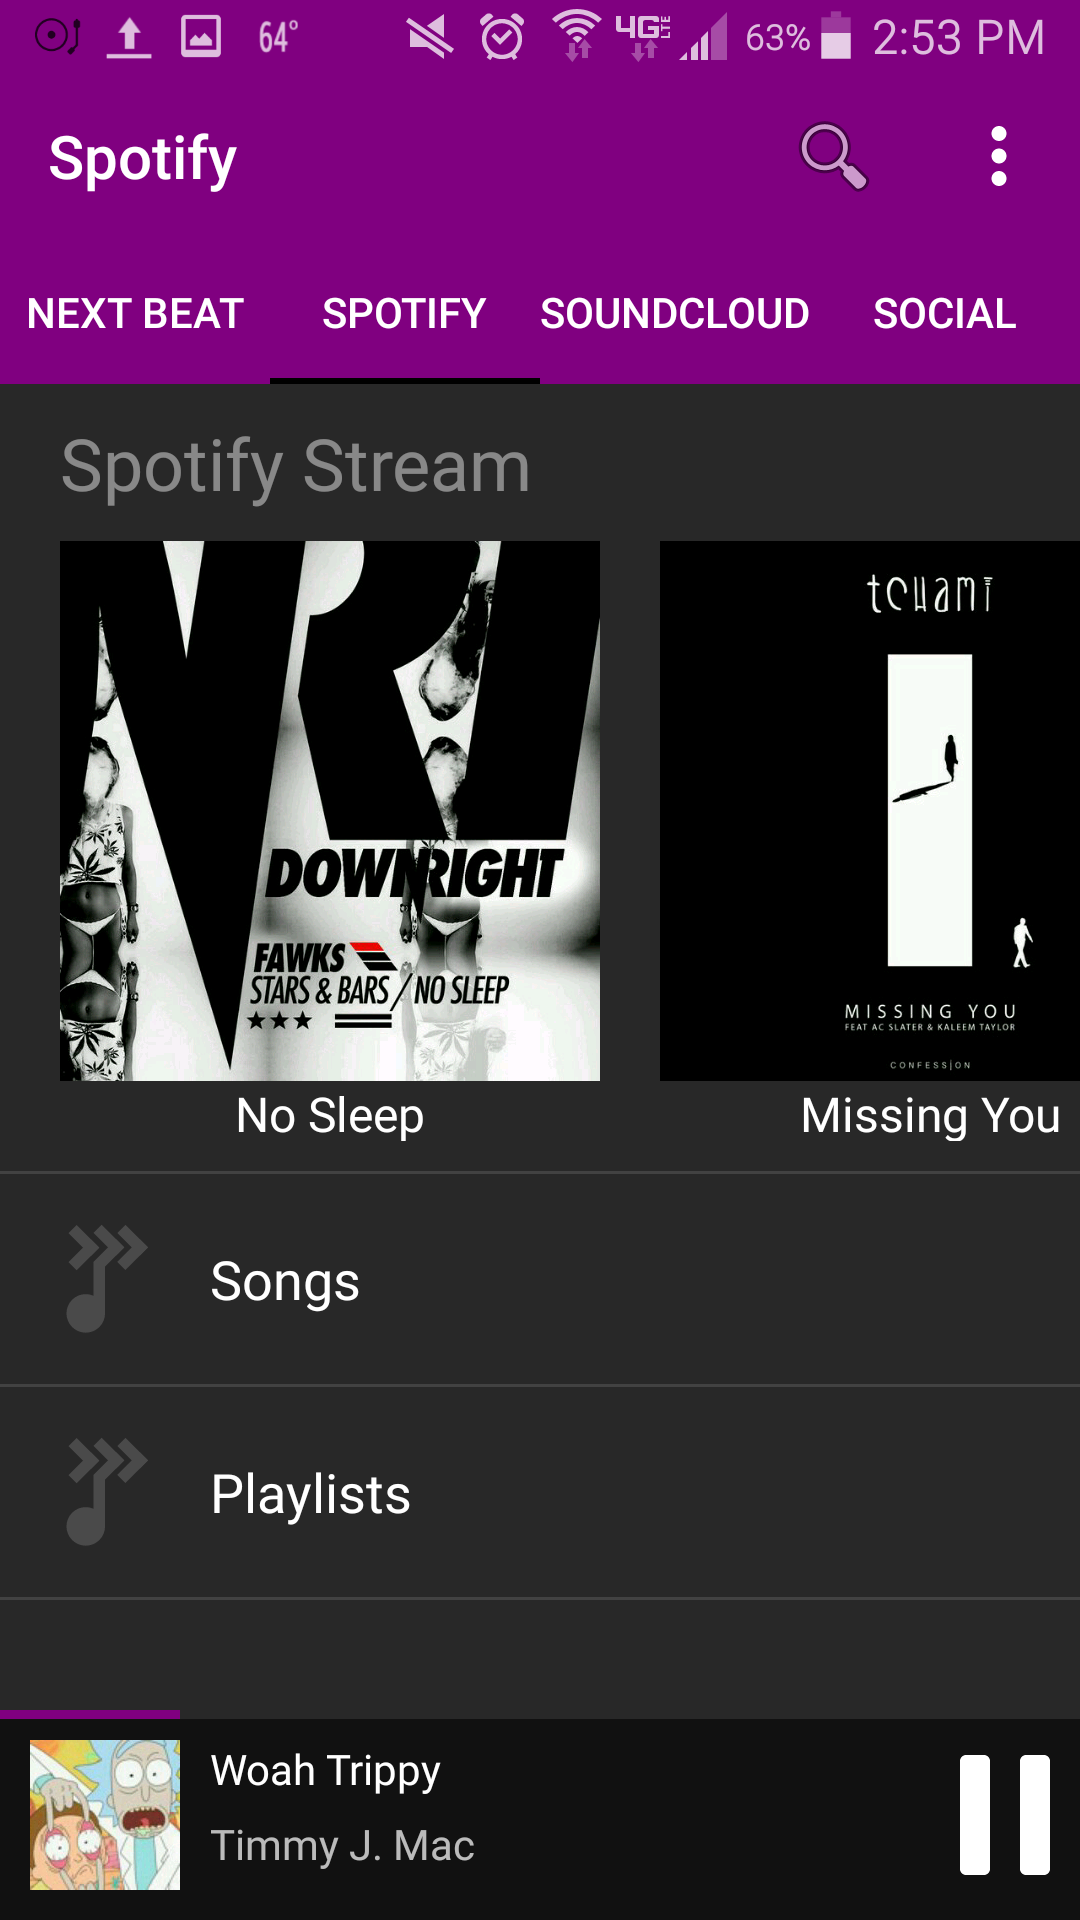 64° 4G LTE 63% 2:53 PM
Spotify
NEXT BEAT SPOTIFY SOUNDCLOUD SOCIAL
Spotify Stream
DOWNRIGHT
FAWKS
STARS & BARS / NO SLEEP
No Sleep
tchami
MISSING YOU
FEAT AC SLATER & KALEEM TAYLOR
CONFESSION
Missing You
Songs
Playlists
Woah Trippy
Timmy J. Mac